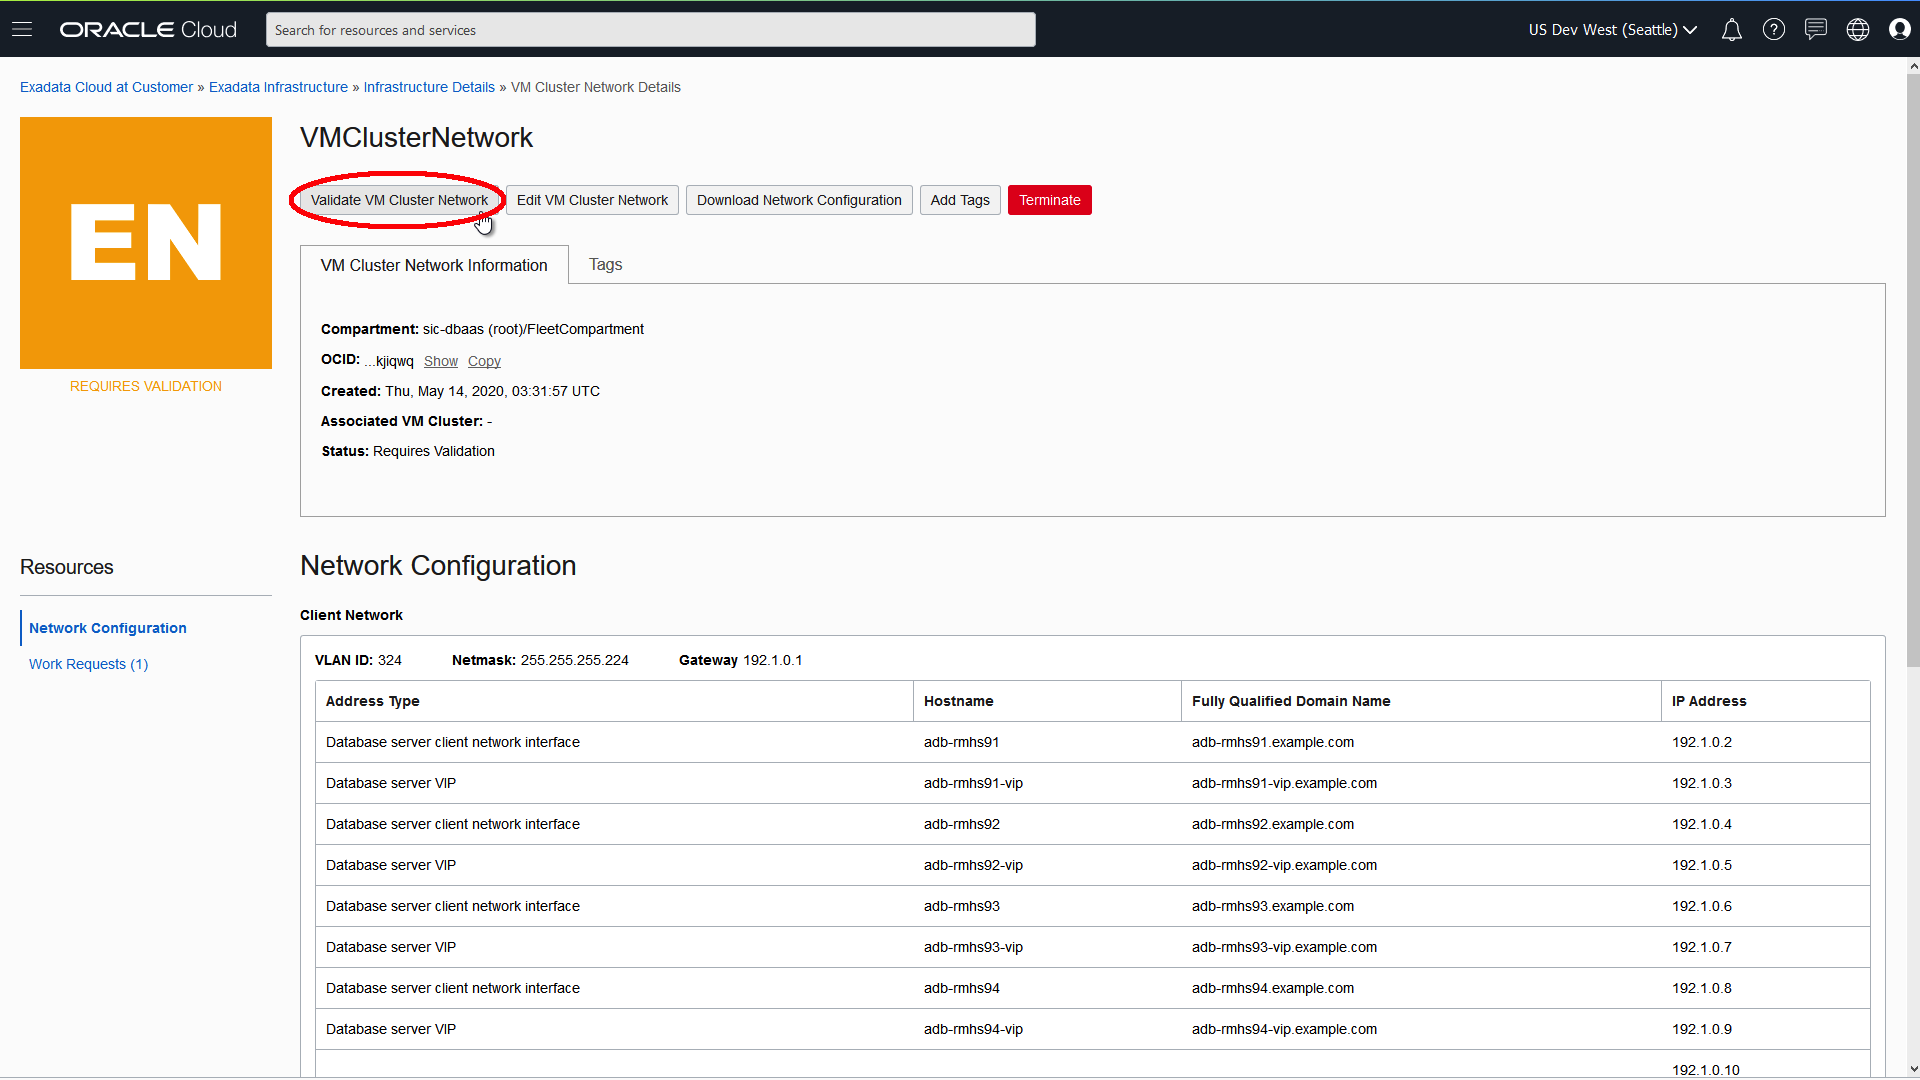 ORACLE Cloud
Search for resources and services
US Dev West (Seattle)
Exadata Cloud at Customer » Exadata Infrastructure » Infrastructure Details » VM Cluster Network Details
EN
REQUIRES VALIDATION
VMClusterNetwork
Validate VM Cluster Network Edit VM Cluster Network Download Network Configuration Add Tags Terminate
VM Cluster Network Information Tags
Compartment: sic-dbaas (root)/FleetCompartment
OCID: ...kjiqwq Show Copy
Created: Thu, May 14, 2020, 03:31:57 UTC
Associated VM Cluster: -
Status: Requires Validation
Resources
Network Configuration
Work Requests (1)
Network Configuration
Client Network
VLAN ID: 324 Netmask: 255.255.255.224 Gateway 192.1.0.1
Address Type Hostname Fully Qualified Domain Name IP Address
Database server client network interface adb-rmhs91 adb-rmhs91.example.com 192.1.0.2
Database server VIP adb-rmhs91-vip adb-rmhs91-vip.example.com 192.1.0.3
Database server client network interface adb-rmhs92 adb-rmhs92.example.com 192.1.0.4
Database server VIP adb-rmhs92-vip adb-rmhs92-vip.example.com 192.1.0.5
Database server client network interface adb-rmhs93 adb-rmhs93.example.com 192.1.0.6
Database server VIP adb-rmhs93-vip adb-rmhs93-vip.example.com 192.1.0.7
Database server client network interface adb-rmhs94 adb-rmhs94.example.com 192.1.0.8
Database server VIP adb-rmhs94-vip adb-rmhs94-vip.example.com 192.1.0.9
192.1.0.10